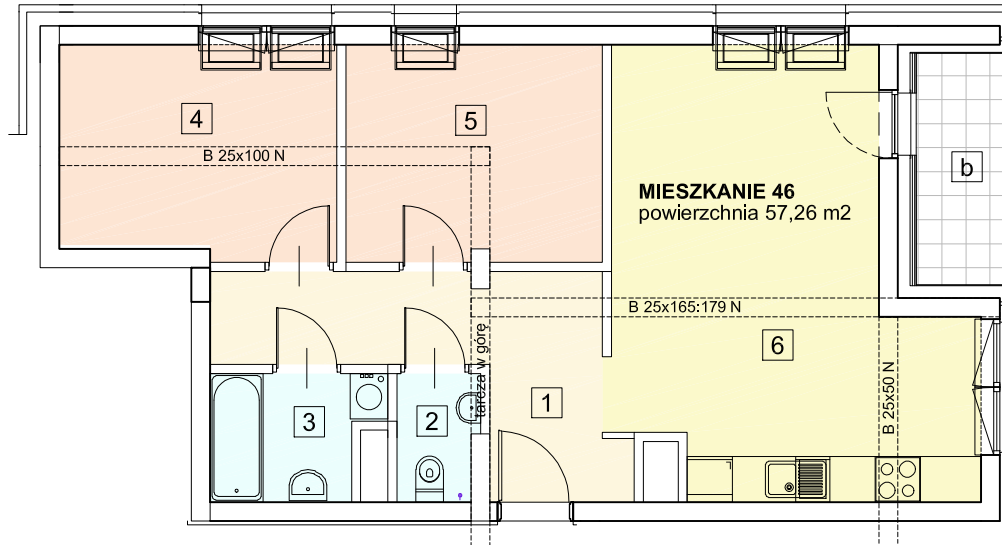 4
5
B 25x100 N
b
MIESZKANIE 46
powierzchnia 57,26 m2
B 25x165:179 N
6
tarcza w górę
B 25x50 N
3
2
1